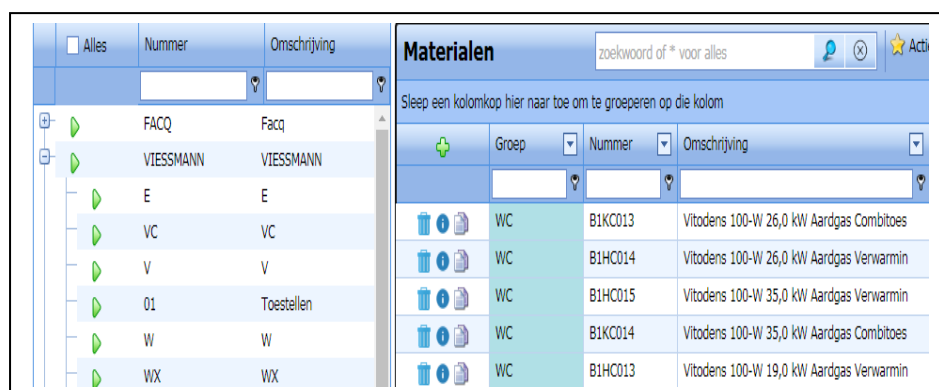 Alles Nummer Omschrijving
FACQ Facq
VIESSMANN VIESSMANN
E E
VC VC
V V
01 Toestellen
W W
WX WX
Materialen zoekwoord of * voor alles Actie
Sleep een kolomkop hier naar toe om te groeperen op die kolom
Groep Nummer Omschrijving
WC B1KC013 Vitodens 100-W 26,0 kW Aardgas Combitoes
WC B1HC014 Vitodens 100-W 26,0 kW Aardgas Verwarmin
WC B1HC015 Vitodens 100-W 35,0 kW Aardgas Verwarmin
WC B1KC014 Vitodens 100-W 35,0 kW Aardgas Combitoes
WC B1HC013 Vitodens 100-W 19,0 kW Aardgas Verwarmin